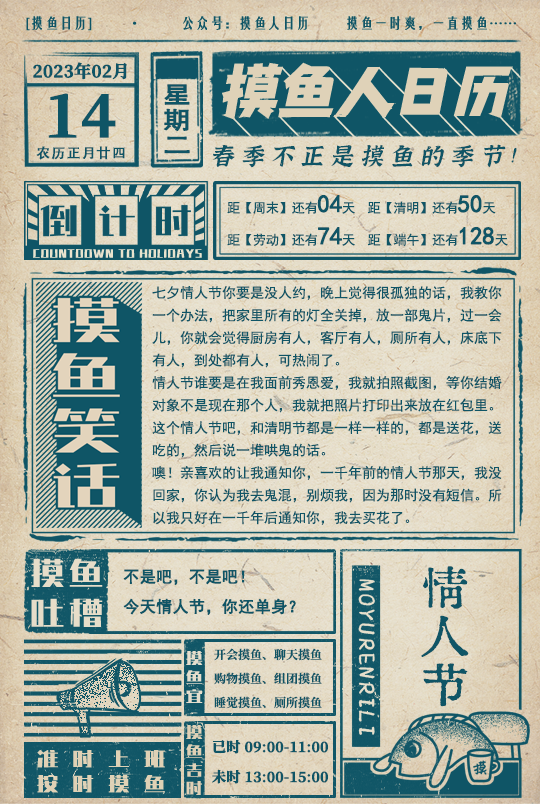 [摸鱼日历] · 公众号：摸鱼人日历 摸鱼一时爽，一直摸鱼……
2023年02月
14
农历正月廿四
星期二
摸鱼人日历
春季不正是摸鱼的季节!
倒计时
COUNTDOWN TO HOLIDAYS
距【周末】还有04天 距【清明】还有50天
距【劳动】还有74天 距【端午】还有128天
摸鱼笑话
七夕情人节你要是没人约，晚上觉得很孤独的话，我教你
一个办法，把家里所有的灯全关掉，放一部鬼片，过一会
儿，你就会觉得厨房有人，客厅有人，厕所有人，床底下
有人，到处都有人，可热闹了。
情人节谁要是在我面前秀恩爱，我就拍照截图，等你结婚
对象不是现在那个人，我就把照片打印出来放在红包里。
这个情人节吧，和清明节都是一样一样的，都是送花，送
吃的，然后说一堆哄鬼的话。
噢！亲喜欢的让我通知你，一千年前的情人节那天，我没
回家，你认为我去鬼混，别烦我，因为那时没有短信。所
以我只好在一千年后通知你，我去买花了。
摸鱼
吐槽
不是吧，不是吧！
今天情人节，你还单身？
准时上班
按时摸鱼
摸鱼宜
开会摸鱼、聊天摸鱼
购物摸鱼、组团摸鱼
睡觉摸鱼、厕所摸鱼
摸鱼吉时
巳时 09:00-11:00
未时 13:00-15:00
MOYURENRILI
情人节
摸